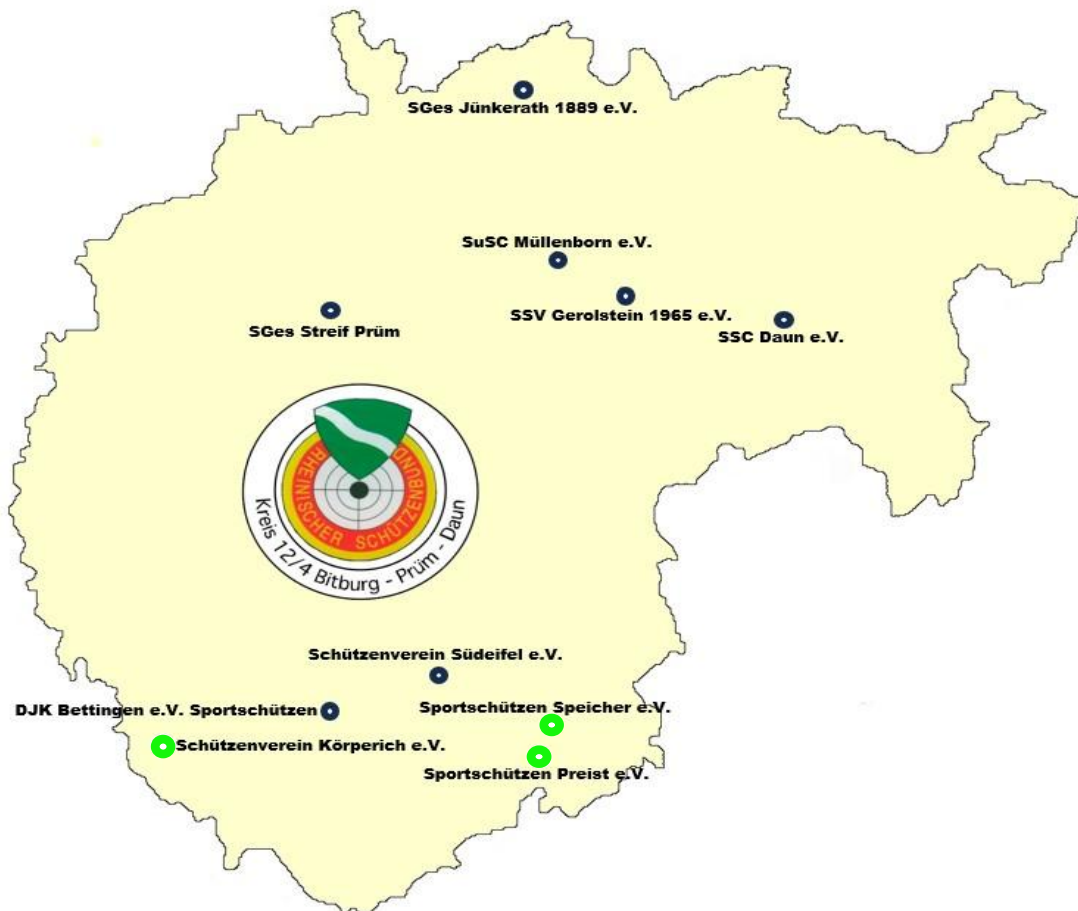 SGes Jünkerath 1889 e.V.
SuSC Müllenborn e.V.
SSV Gerolstein 1965 e.V.
SGes Streif Prüm
SSC Daun e.V.
RHEINISCHER SCHÜTZENBUND
Kreis 12/4 Bitburg - Prüm - Daun
Schützenverein Südeifel e.V.
DJK Bettingen e.V. Sportschützen
Sportschützen Speicher e.V.
Schützenverein Körperich e.V.
Sportschützen Preist e.V.